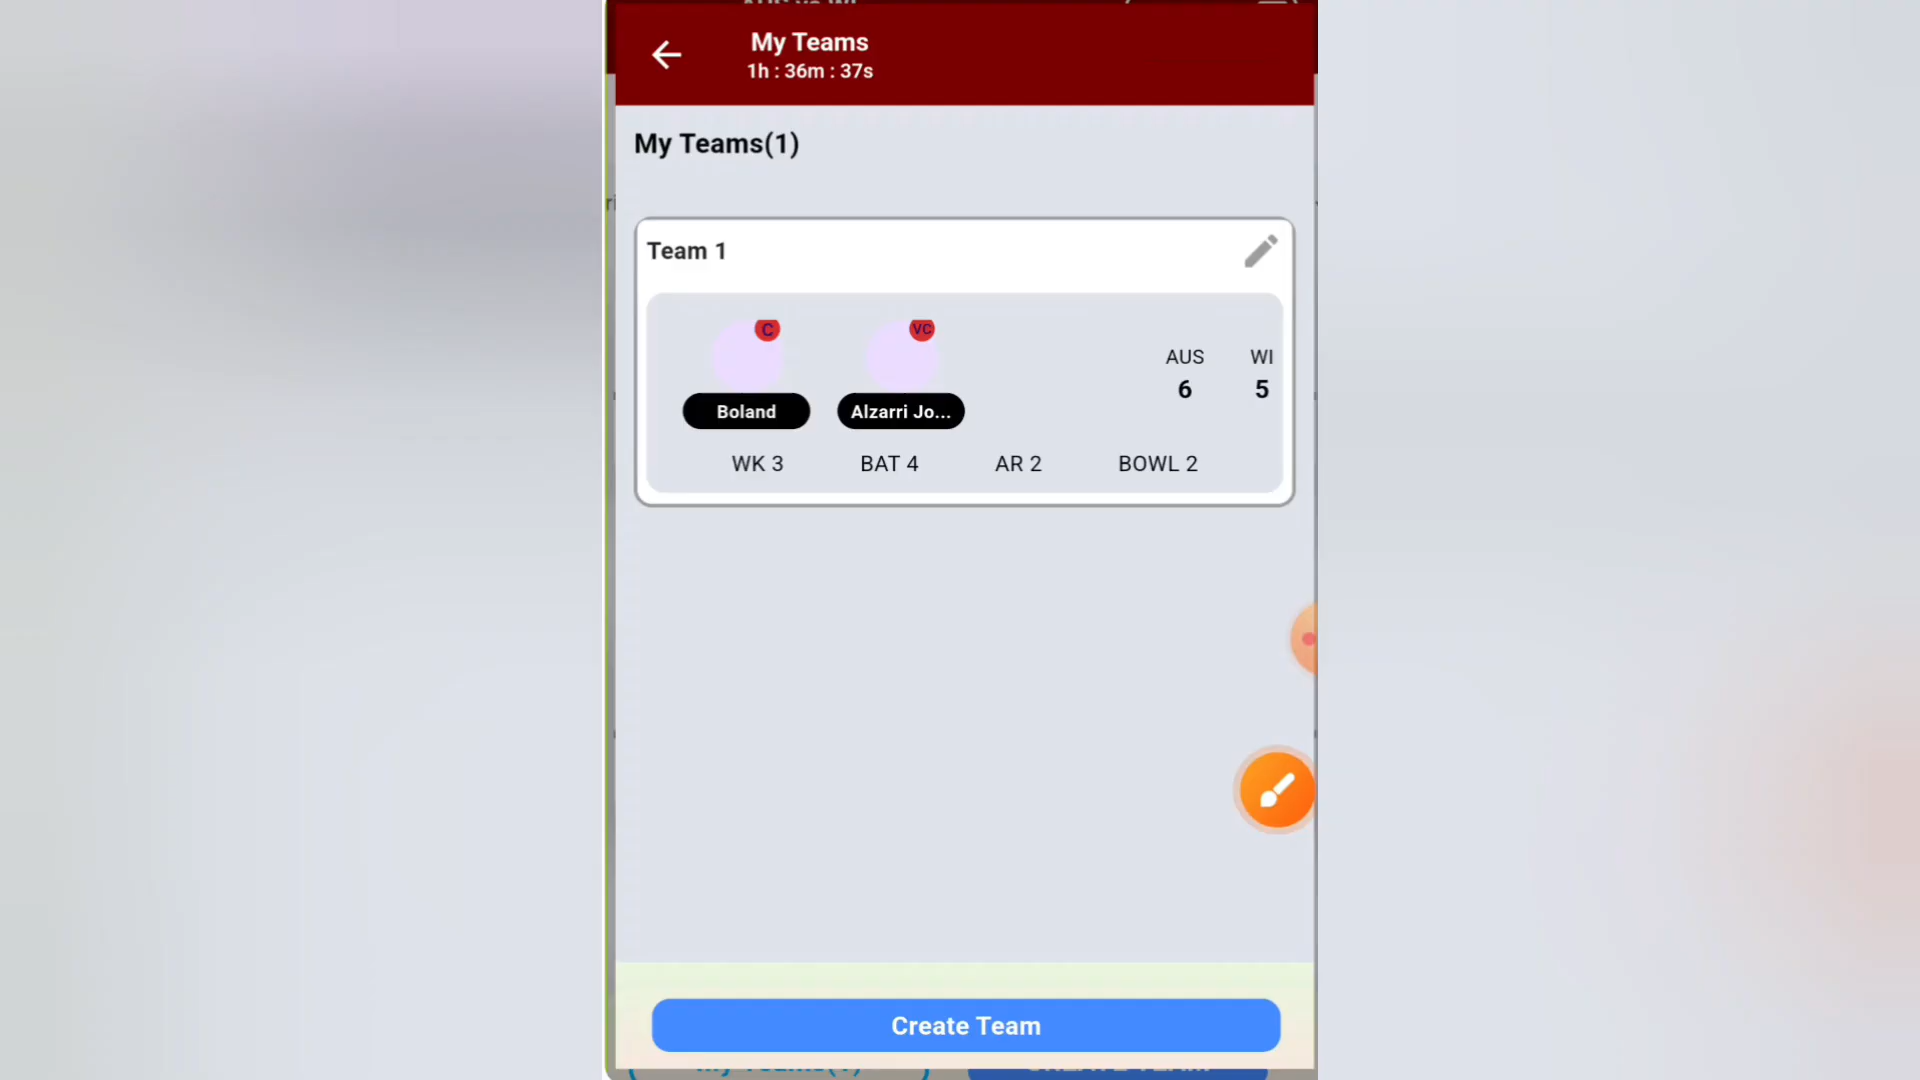 My Teams
1h : 36m : 37s
My Teams(1)
Team 1
C
VC
Boland
Alzarri Jo...
AUS
WI
6
5
WK 3
BAT 4
AR 2
BOWL 2
Create Team